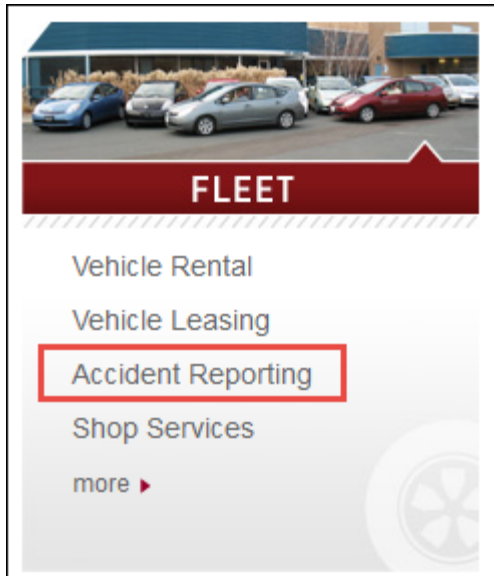 FLEET
Vehicle Rental
Vehicle Leasing
Accident Reporting
Shop Services
more